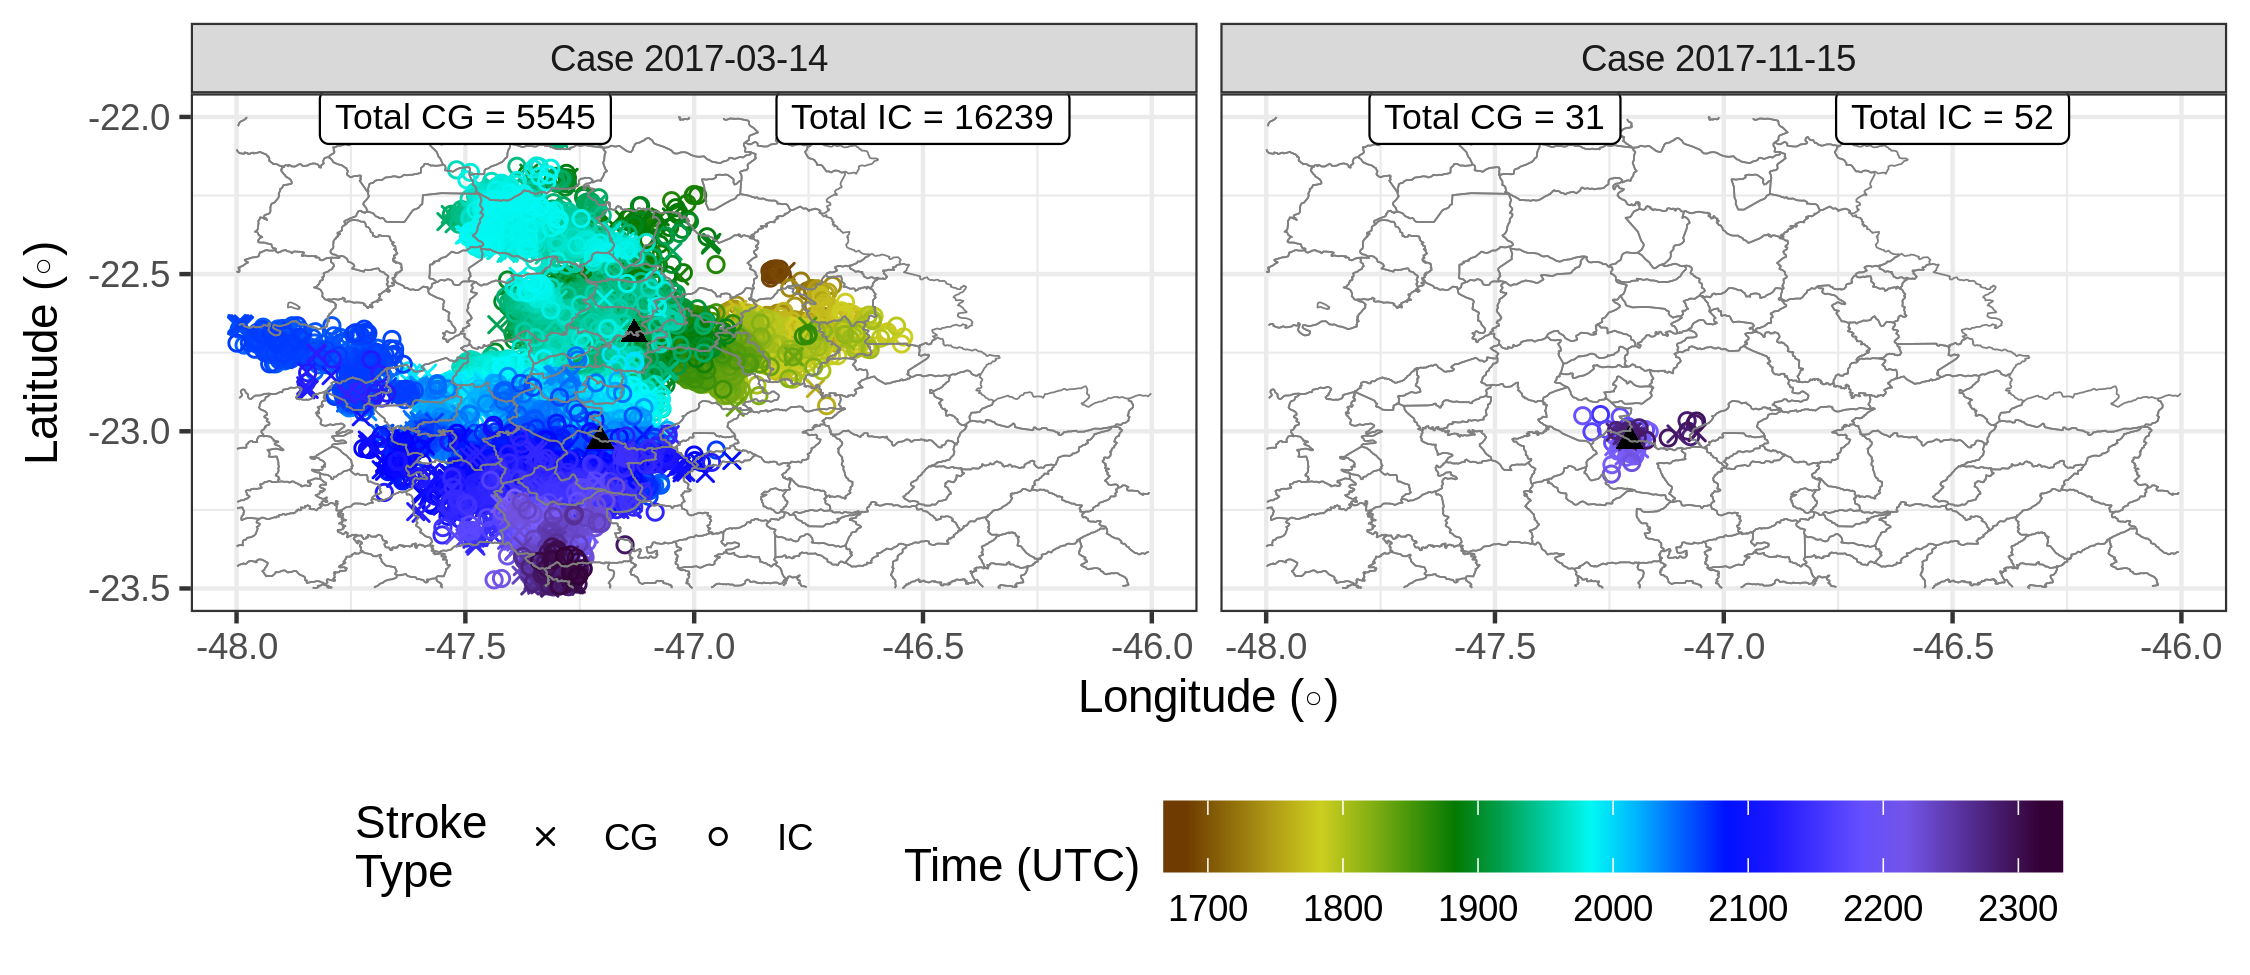 Case 2017-03-14
Case 2017-11-15
Total CG = 5545
Total IC = 16239
Total CG = 31
Total IC = 52
-22.0
-22.5
-23.0
-23.5
Latitude (○)
-48.0 -47.5 -47.0 -46.5 -46.0
-48.0 -47.5 -47.0 -46.5 -46.0
Longitude (○)
Stroke
Type
CG
IC
Time (UTC)
1700 1800 1900 2000 2100 2200 2300